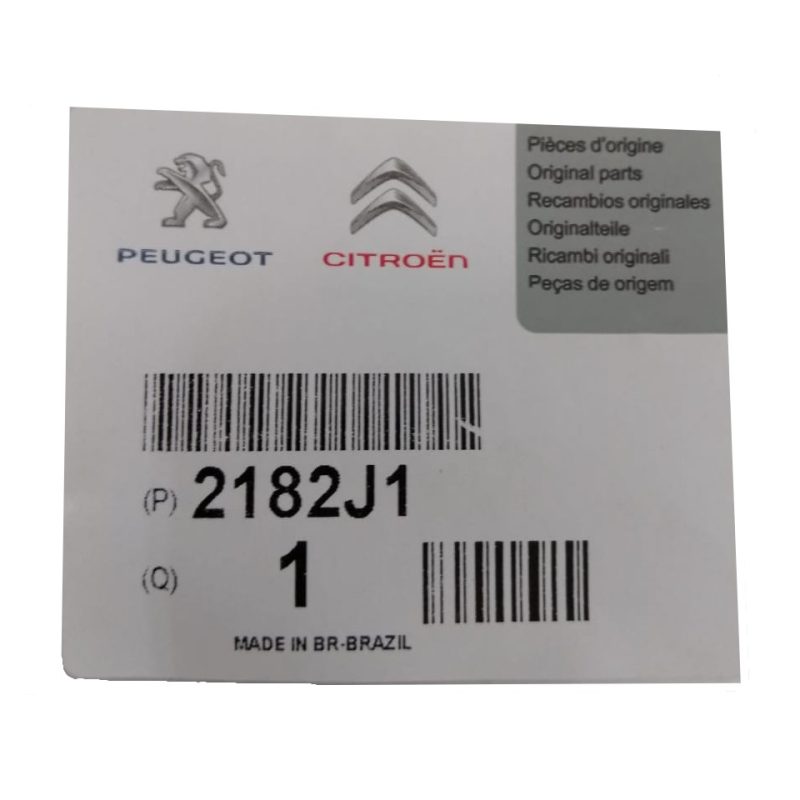 PEUGEOT
CITROËN
Pièces d'origine
Original parts
Recambios originales
Originalteile
Ricambi originali
Peças de origem
(P) 2182J1
(Q) 1
MADE IN BR-BRAZIL